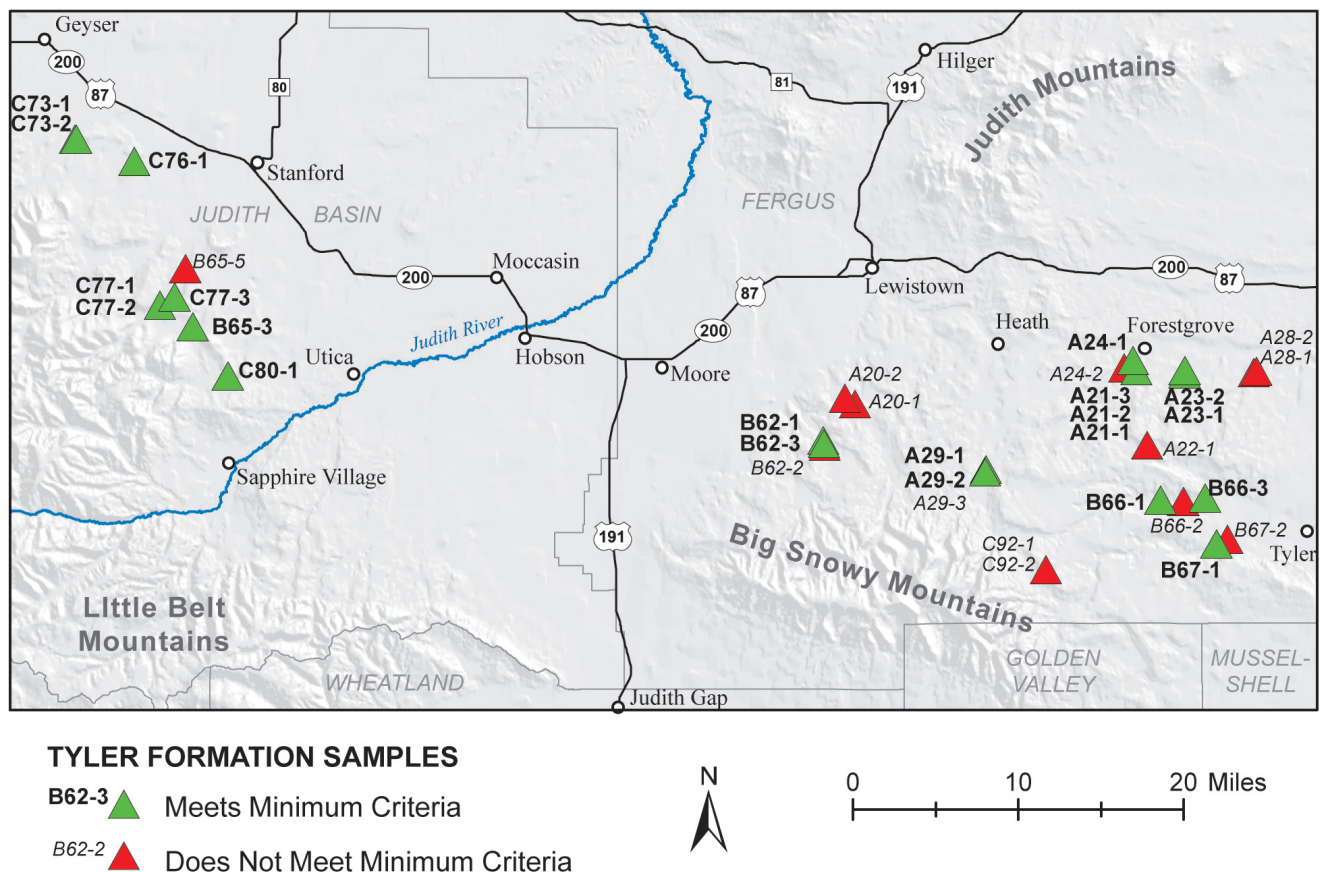 Geyser
200
87
80
C73-1
C73-2
C76-1
Stanford
JUDITH BASIN
81
Hilger
191
Judith Mountains
FERGUS
B65-5
C77-1
C77-2
C77-3
B65-3
C80-1
Moccasin
200
Judith River
Utica
Hobson
Sapphire Village
87
200
Moore
Lewistown
200
87
Heath
Forestgrove
A24-1
A24-2
A21-3
A21-2
A21-1
A23-2
A23-1
A28-2
A28-1
A20-2
A20-1
B62-1
B62-3
B62-2
A29-1
A29-2
A29-3
A22-1
B66-1
B66-2
B66-3
B67-2
B67-1
Tyler
C92-1
C92-2
191
Big Snowy Mountains
LIttle Belt
Mountains
WHEATLAND
Judith Gap
GOLDEN
VALLEY
MUSSEL-
SHELL
TYLER FORMATION SAMPLES
B62-3 Meets Minimum Criteria
B62-2 Does Not Meet Minimum Criteria
N
0 10 20 Miles